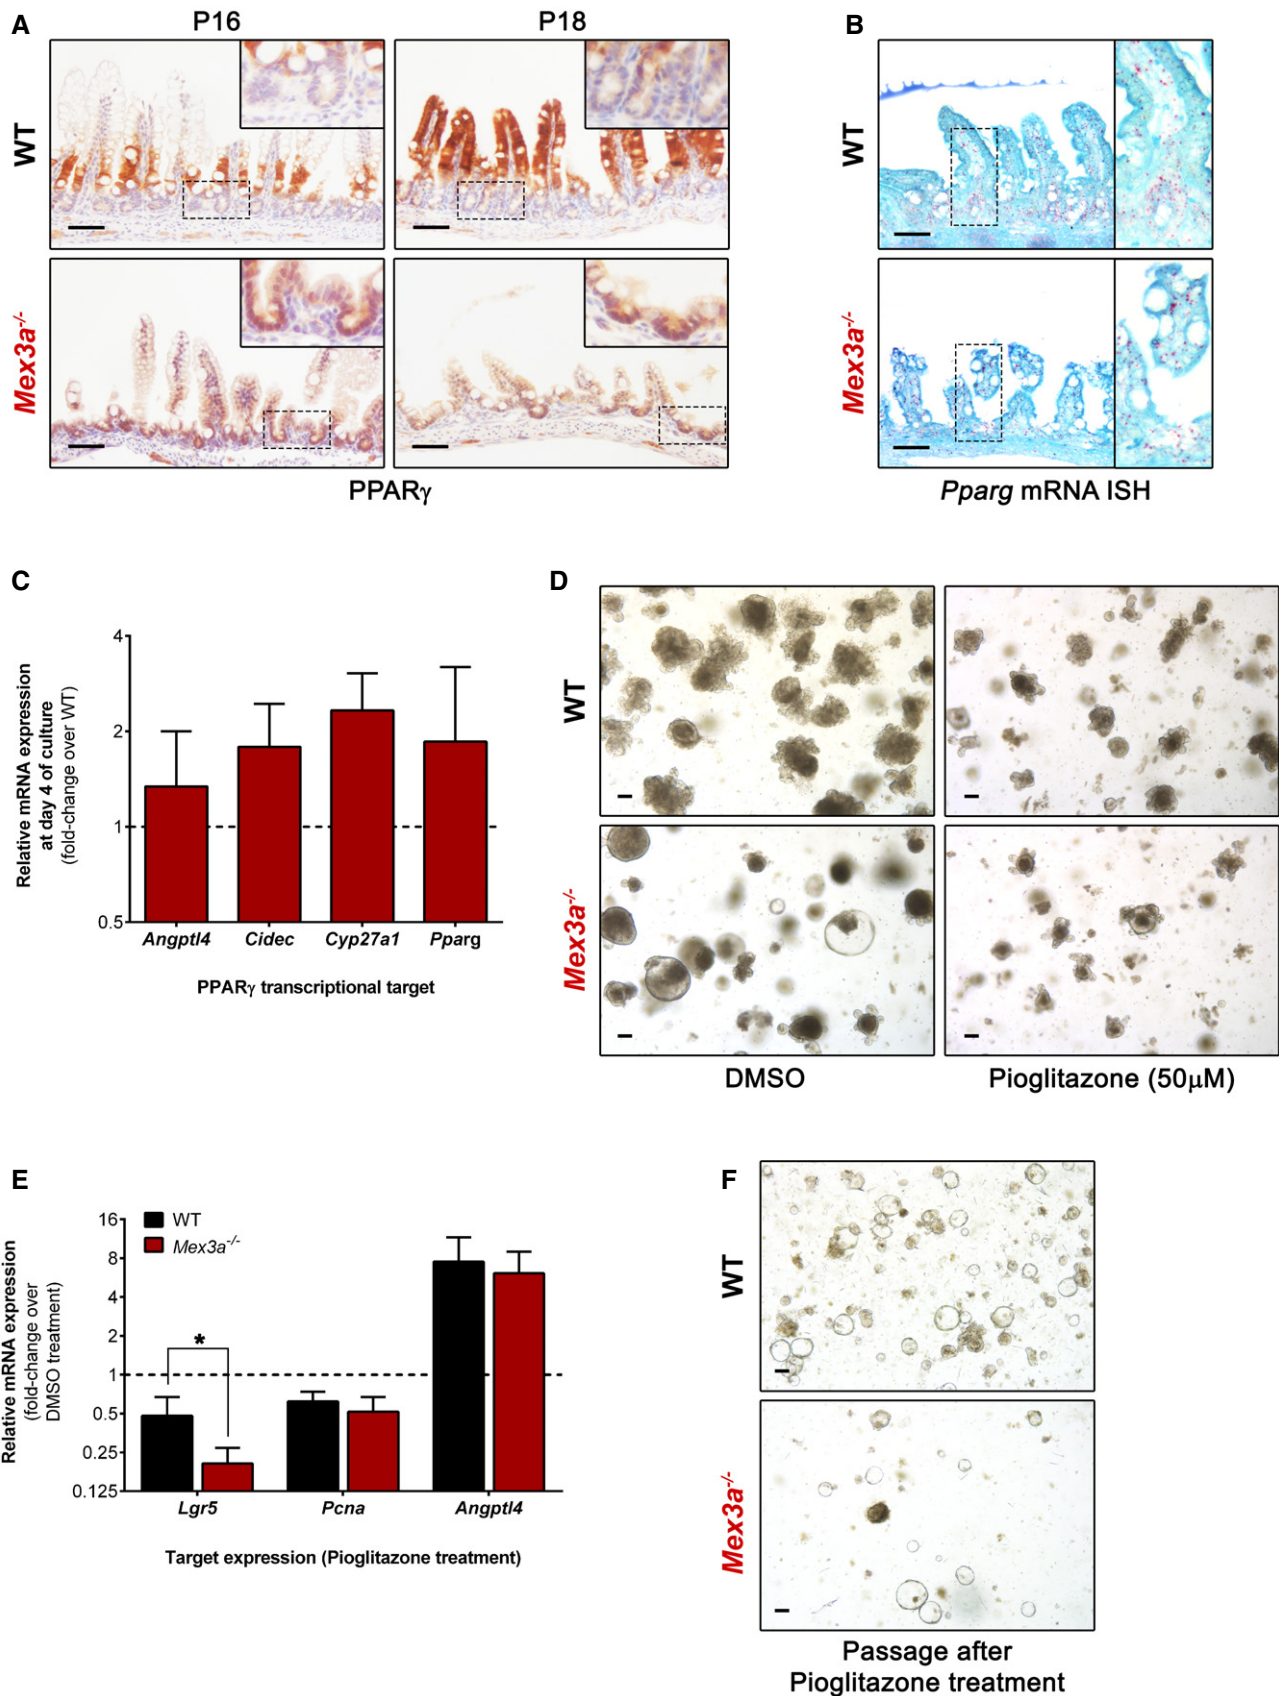 A
P16
P18
WT
Mex3a-/-
PPARγ
B
WT
Mex3a-/-
Pparg mRNA ISH
C
Relative mRNA expression
at day 4 of culture
(fold-change over WT)
4
2
1
0.5
Angptl4
Cidec
Cyp27a1
Pparg
PPARγ transcriptional target
D
WT
Mex3a-/-
DMSO
Pioglitazone (50μM)
E
Relative mRNA expression
(fold-change over
DMSO treatment)
WT
Mex3a-/-
16
8
4
2
1
0.5
0.25
0.125
*
Lgr5
Pcna
Angptl4
Target expression (Pioglitazone treatment)
F
WT
Mex3a-/-
Passage after
Pioglitazone treatment